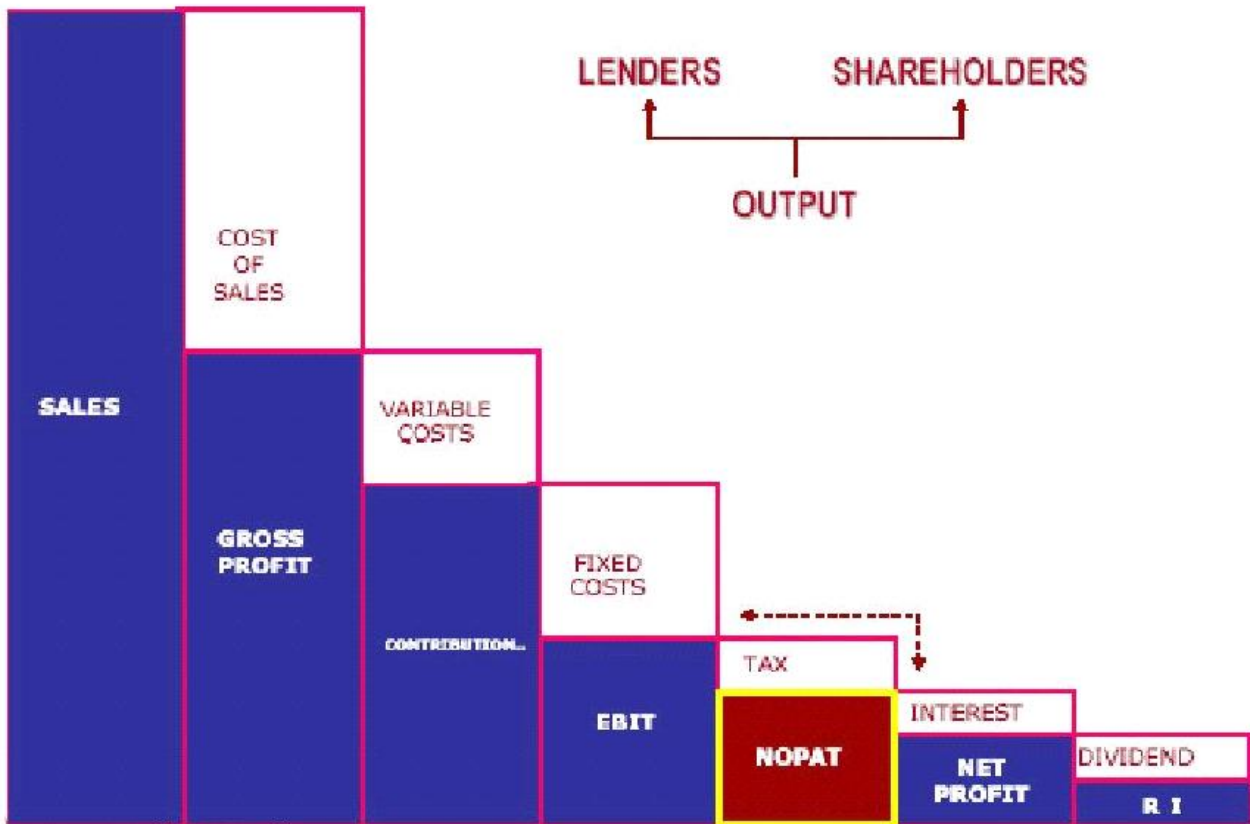 LENDERS
SHAREHOLDERS
OUTPUT
COST
OF
SALES
SALES
VARIABLE
COSTS
GROSS
PROFIT
FIXED
COSTS
CONTRIBUTION...
TAX
EBIT
NOPAT
INTEREST
NET
PROFIT
DIVIDEND
R I